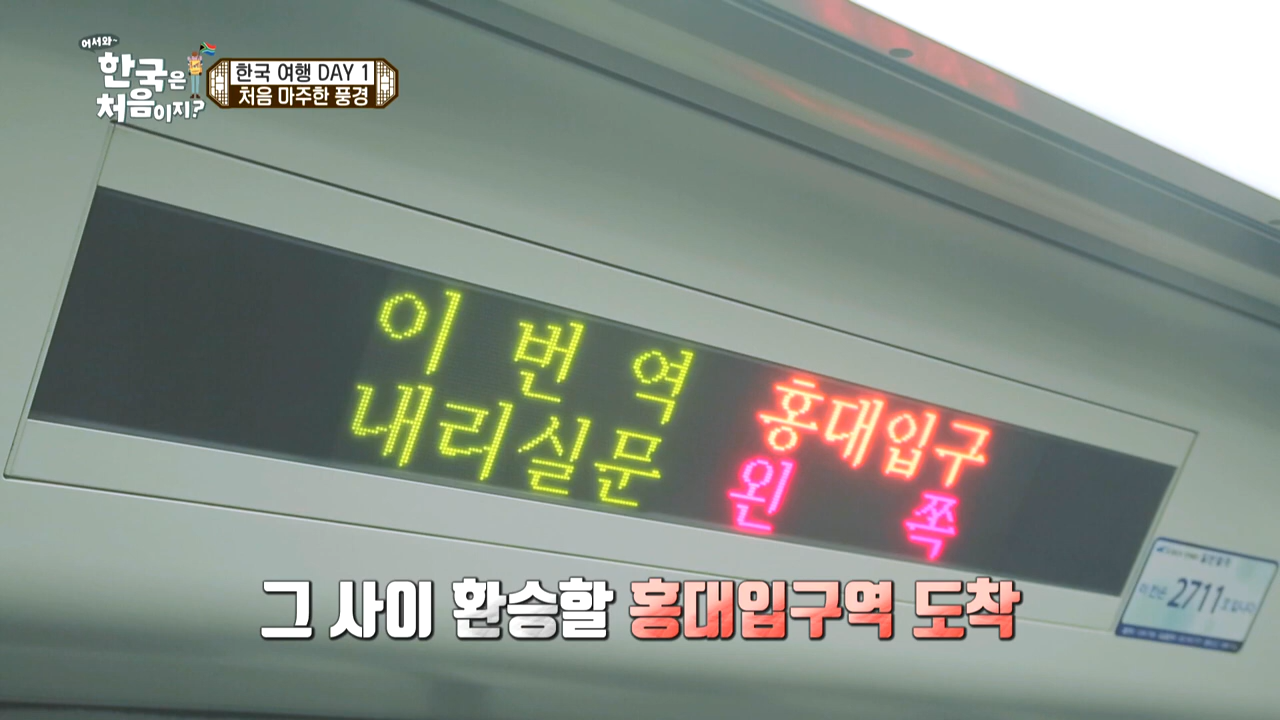 어서와~
한국은
처음이지?
한국 여행 DAY 1
처음 마주한 풍경
이번역 홍대입구
내리실문 왼쪽
2711
그 사이 환승할 홍대입구역 도착